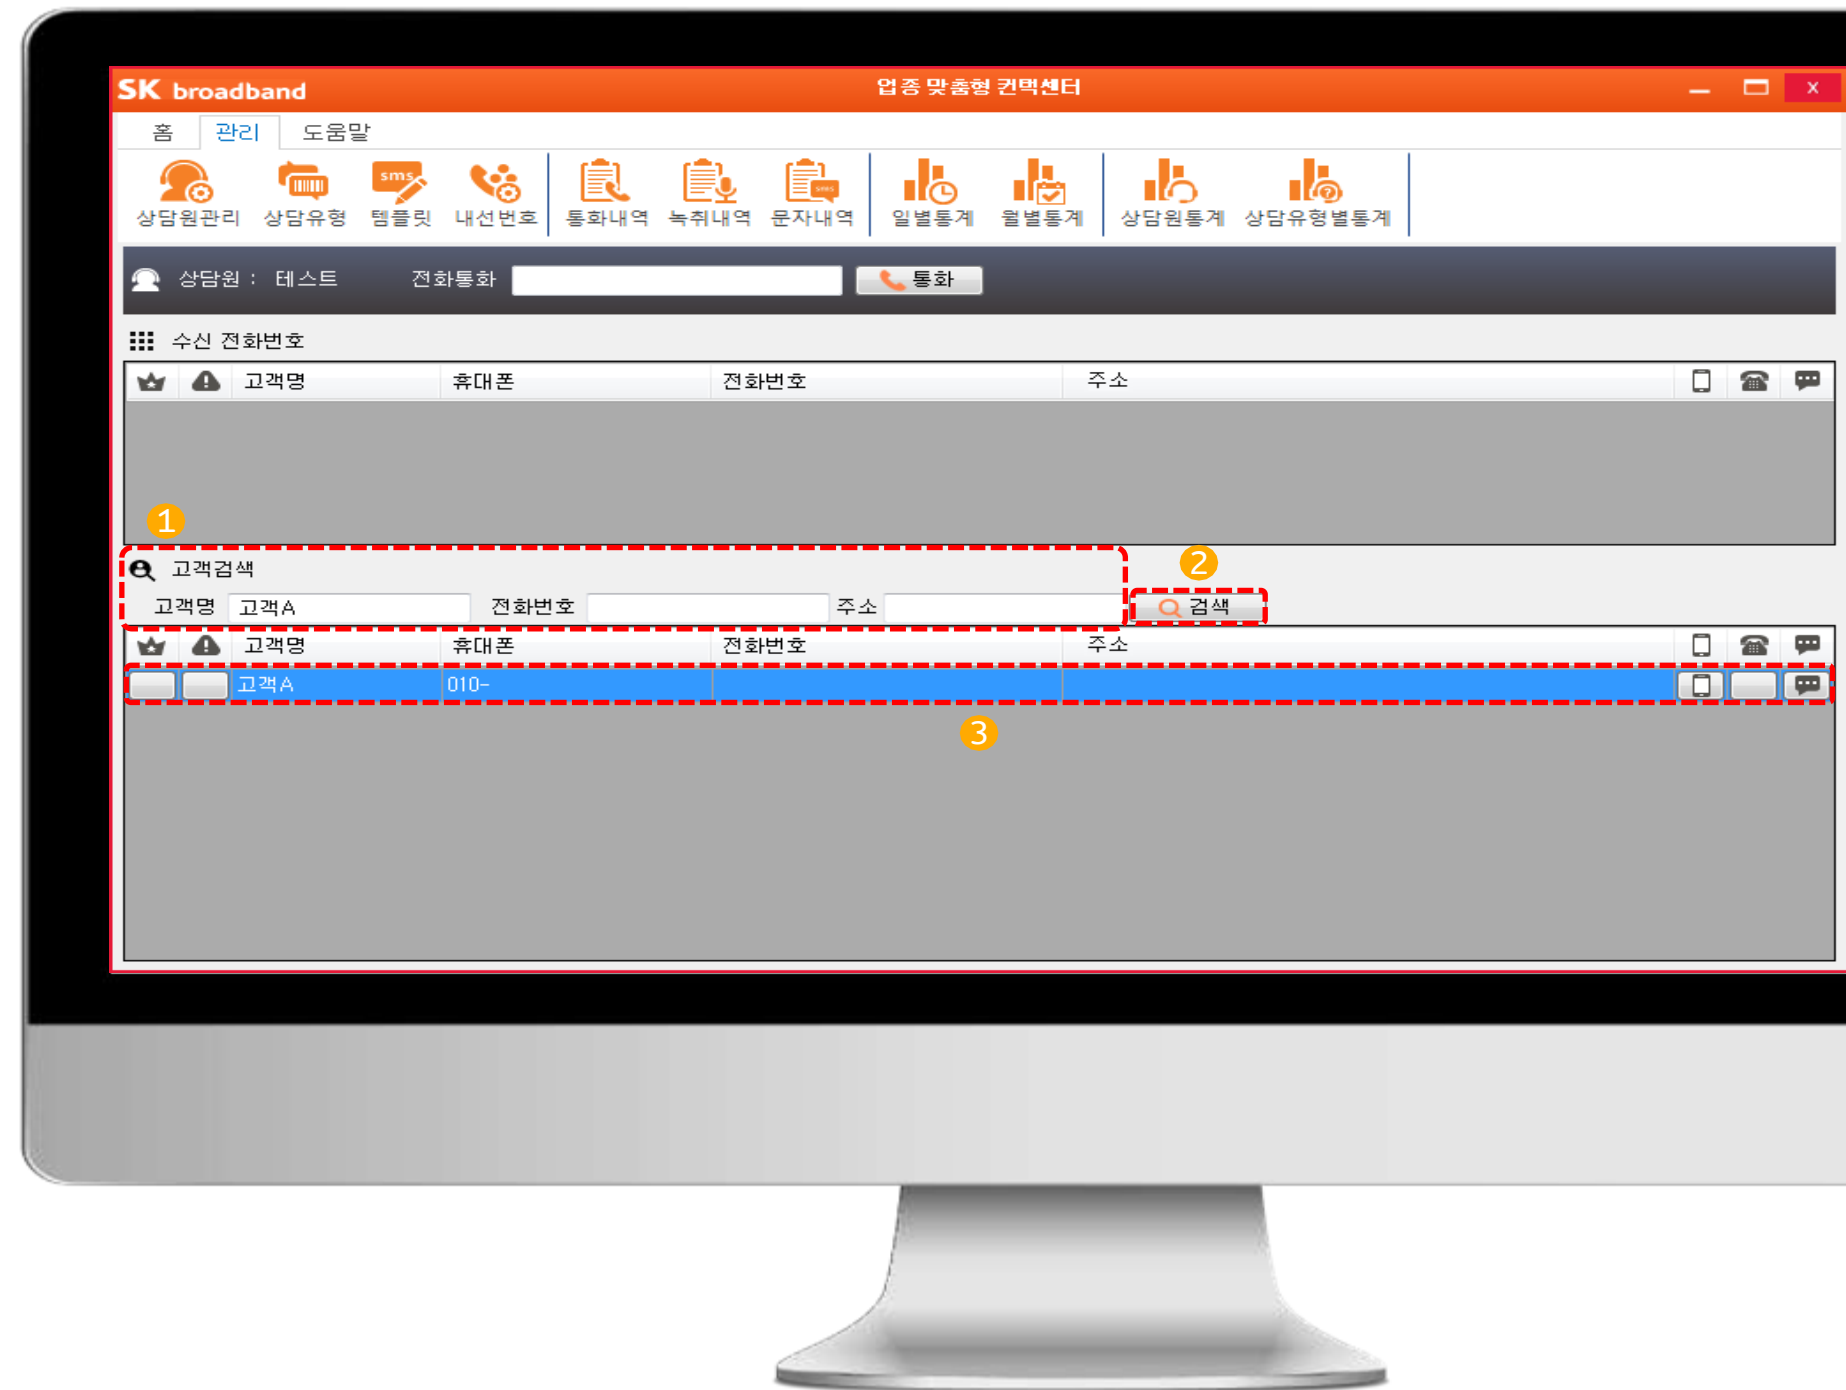 SK broadband
업종 맞춤형 컨택센터
홈 관리 도움말
sms
sms
상담원관리 상담유형 템플릿 내선번호 통화내역 녹취내역 문자내역 일별통계 월별통계 상담원통계 상담유형별통계
상담원 : 테스트 전화통화 통화
수신 전화번호
고객명 휴대폰 전화번호 주소
1
고객검색
2
고객명 고객A 전화번호 주소 검색
고객명 휴대폰 전화번호 주소
고객A 010-
3